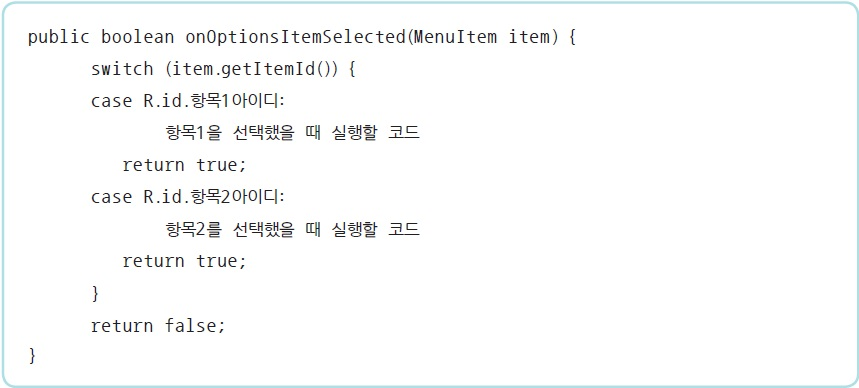 public boolean onOptionsItemSelected(MenuItem item) {
switch (item.getItemId()) {
case R.id.항목1아이디:
항목1을 선택했을 때 실행할 코드
return true;
case R.id.항목2아이디:
항목2를 선택했을 때 실행할 코드
return true;
}
return false;
}